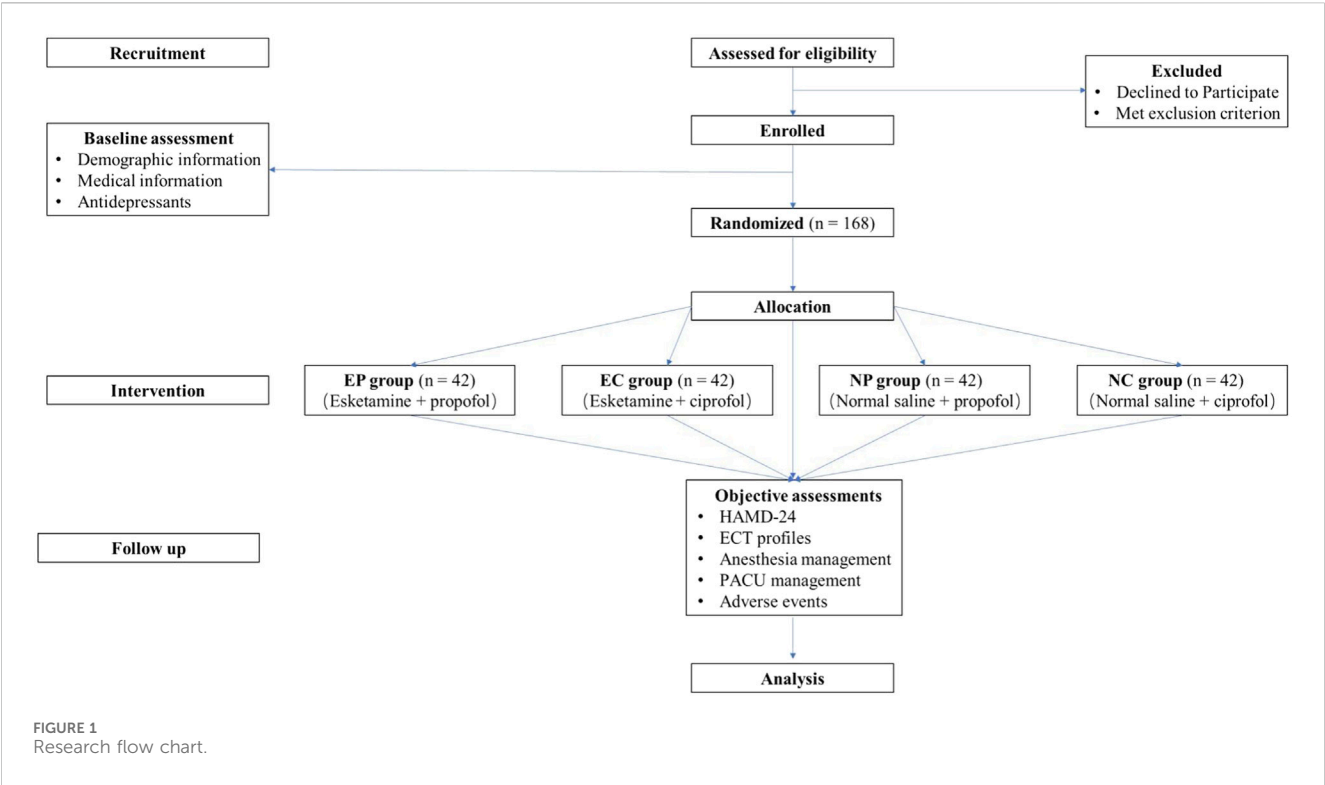 Recruitment
Assessed for eligibility
Excluded
• Declined to Participate
• Met exclusion criterion
Enrolled
Baseline assessment
• Demographic information
• Medical information
• Antidepressants
Randomized (n = 168)
Allocation
Intervention
EP group (n = 42)
(Esketamine + propofol)
EC group (n = 42)
(Esketamine + ciprofol)
NP group (n = 42)
(Normal saline + propofol)
NC group (n = 42)
(Normal saline + ciprofol)
Follow up
Objective assessments
• HAMD-24
• ECT profiles
• Anesthesia management
• PACU management
• Adverse events
Analysis
FIGURE 1
Research flow chart.